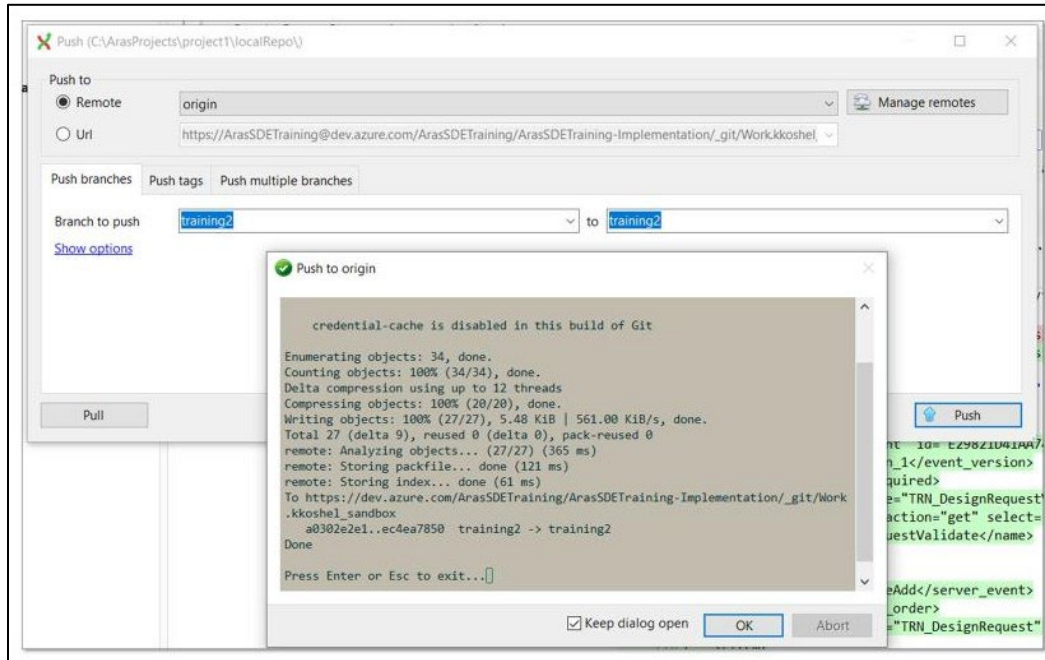 Push (C:\ArasProjects\project1\localRepo\)
Push to
Remote
origin
Manage remotes
Url
https://ArasSDETraining@dev.azure.com/ArasSDETraining/ArasSDETraining-Implementation/_git/Work.kkoshel_
Push branches
Push tags
Push multiple branches
Branch to push
training2
to
training2
Show options
Push to origin
credential-cache is disabled in this build of Git
Enumerating objects: 34, done.
Counting objects: 100% (34/34), done.
Delta compression using up to 12 threads
Compressing objects: 100% (20/20), done.
Writing objects: 100% (27/27), 5.48 KiB | 561.00 KiB/s, done.
Total 27 (delta 9), reused 0 (delta 0), pack-reused 0
remote: Analyzing objects... (27/27) (365 ms)
remote: Storing packfile... done (121 ms)
remote: Storing index... done (61 ms)
To https://dev.azure.com/ArasSDETraining/ArasSDETraining-Implementation/_git/Work
.kkoshel_sandbox
a0302e2e1..ec4ea7850 training2 -> training2
Done
Press Enter or Esc to exit...
Keep dialog open
OK
Abort
Pull
Push
n_1</event_version>
quired>
e="TRN_DesignRequest"
action="get" select=
uestValidate</name>
eAdd</server_event>
_order>
="TRN_DesignRequest"